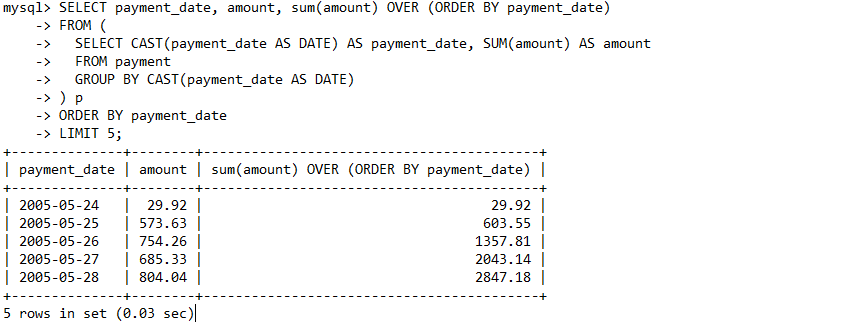 mysql> SELECT payment_date, amount, sum(amount) OVER (ORDER BY payment_date)
    -> FROM (
    ->   SELECT CAST(payment_date AS DATE) AS payment_date, SUM(amount) AS amount
    ->   FROM payment
    ->   GROUP BY CAST(payment_date AS DATE)
    -> ) p
    -> ORDER BY payment_date
    -> LIMIT 5;
+--------------+--------+------------------------------------------+
| payment_date | amount | sum(amount) OVER (ORDER BY payment_date) |
+--------------+--------+------------------------------------------+
| 2005-05-24   |  29.92 |                                    29.92 |
| 2005-05-25   | 573.63 |                                   603.55 |
| 2005-05-26   | 754.26 |                                  1357.81 |
| 2005-05-27   | 685.33 |                                  2043.14 |
| 2005-05-28   | 804.04 |                                  2847.18 |
+--------------+--------+------------------------------------------+
5 rows in set (0.03 sec)